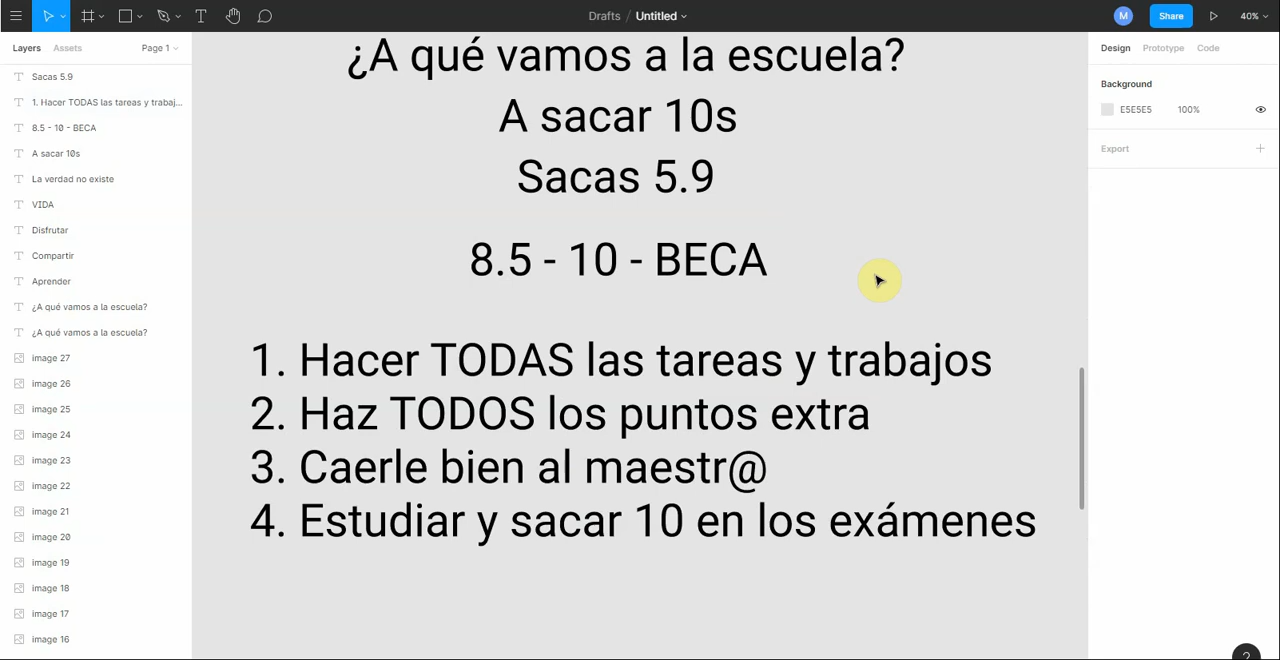 Drafts / Untitled
M
Share
40%
Layers
Assets
Page 1
Design
Prototype
Code
Sacas 5.9
1. Hacer TODAS las tareas y trabaj...
8.5 - 10 - BECA
A sacar 10s
La verdad no existe
VIDA
Disfrutar
Compartir
Aprender
¿A qué vamos a la escuela?
¿A qué vamos a la escuela?
image 27
image 26
image 25
image 24
image 23
image 22
image 21
image 20
image 19
image 18
image 17
image 16
¿A qué vamos a la escuela?
A sacar 10s
Sacas 5.9
8.5 - 10 - BECA
1. Hacer TODAS las tareas y trabajos
2. Haz TODOS los puntos extra
3. Caerle bien al maestr@
4. Estudiar y sacar 10 en los exámenes
Background
E5E5E5 100%
Export
?